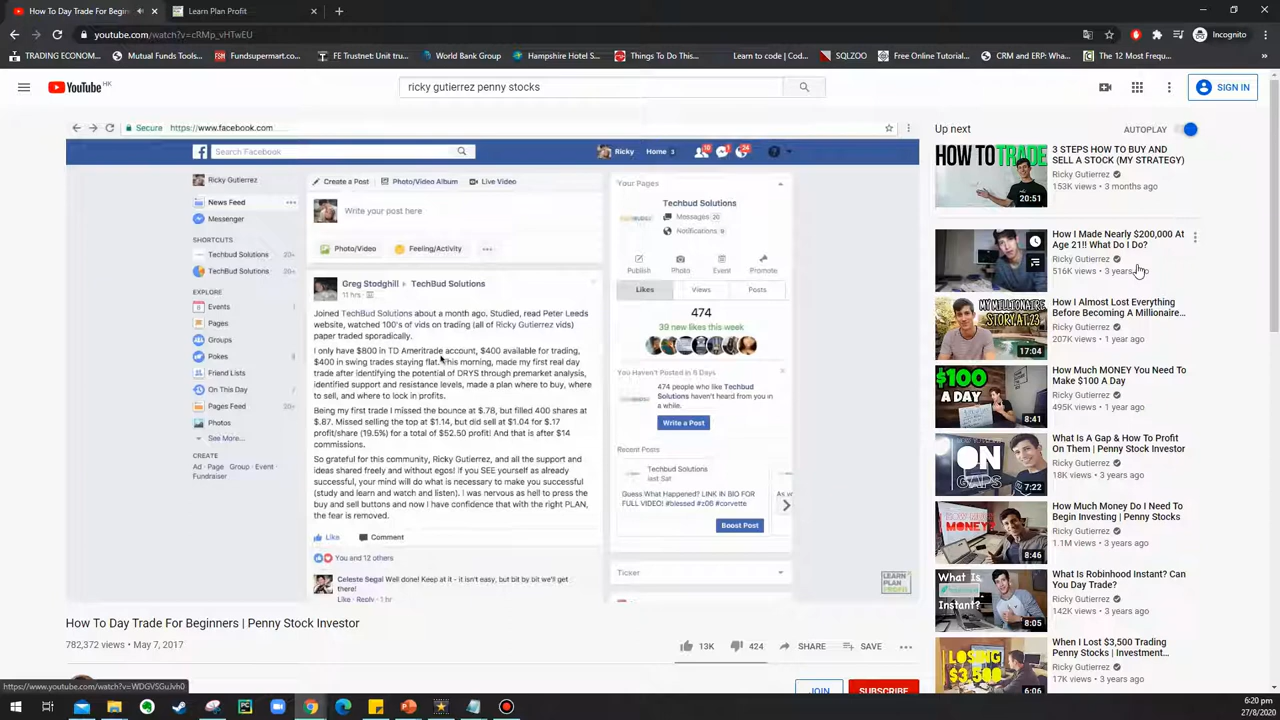 How To Day Trade For Begin
Learn Plan Profit
youtube.com/watch?v=cRMp_vHTwEU
Incognito
TRADING ECONOM...
Mutual Funds Tools...
Fundsupermart.co...
FE Trustnet: Unit Tru...
World Bank Group
Hampshire Hotel S...
Things To Do...
Learn to code | Cod...
SQLZOO
Free Online Tutorial...
CRM and ERP: Wha...
The 12 Most Frequ...
YouTube HK
ricky gutierrez penny stocks
SIGN IN
Secure https://www.facebook.com
Search Facebook
Ricky
Home 3
Ricky Gutierrez
News Feed
Messenger
SHORTCUTS
Techbud Solutions 20+
TechBUD Solutions 20+
EXPLORE
Events
Pages
Groups
Pokes
Friend Lists
On This Day
Pages Feed 20+
Photos
See More...
CREATE
Ad · Page · Group · Event ·
Fundraiser
Create a Post
Photo/Video Album
Live Video
Write your post here
Photo/Video
Feeling/Activity
Greg Stodghill ▸ TechBUD Solutions
11 hrs ·
Joined TechBUD Solutions about a month ago. Studied, read Peter Leeds
website, watched 100's of vids on trading (all of Ricky Gutierrez vids)
paper traded sporadically.
I only have $800 in TD Ameritrade account, $400 available for trading,
$400 in swing trades staying flat. This morning, made my first real day
trade after identifying the potential of DRYS through premarket analysis,
identified support and resistance levels, made a plan where to buy, where
to sell, and where to lock in profits.
Being my first trade I missed the bounce at $.78, but filled 400 shares at
$.87. Missed selling the top at $1.14, but did sell at $1.04 for $.17
profit/share (19.5%) for a total of $52.50 profit! And that is after $14
commissions.
So grateful for this community, Ricky Gutierrez, and all the support and
ideas shared freely and without egos! If you SEE yourself as already
successful, your mind will do what is necessary to make you successful
(study and learn and watch and listen). I was nervous as hell to press the
buy and sell buttons and now I have confidence that with the right PLAN,
the fear is removed.
Like
Comment
You and 12 others
Celeste Segal Well done! Keep at it - it isn't easy, but bit by bit we'll get
there!
Like · Reply · 1 hr
Your Pages
Techbud Solutions
Messages 20
Notifications 9
Publish
Photo
Event
Promote
Likes
Views
Posts
474
39 new likes this week
You Haven't Posted in 6 Days
474 people who like Techbud
Solutions haven't heard from you in
a while.
Write a Post
Recent Posts
Techbud Solutions
last Sat
Guess What Happened? LINK IN BIO FOR
FULL VIDEO! #blessed #z06 #corvette
Boost Post
Ticker
LEARN
PLAN
PROFIT
How To Day Trade For Beginners | Penny Stock Investor
782,372 views • May 7, 2017
13K
424
SHARE
SAVE
JOIN
SUBSCRIBE
https://www.youtube.com/watch?v=WDGVSGuJvh0
Up next
AUTOPLAY
HOW TO TRADE
20:51
3 STEPS HOW TO BUY AND
SELL A STOCK (MY STRATEGY)
Ricky Gutierrez
153K views • 3 months ago
How I Made Nearly $200,000 At
Age 21!! What Do I Do?
Ricky Gutierrez
516K views • 3 years ago
MY MILLIONAIRE
STORY AT 23
17:04
How I Almost Lost Everything
Before Becoming A Millionaire...
Ricky Gutierrez
207K views • 1 year ago
$100
A DAY
8:41
How Much MONEY You Need To
Make $100 A Day
Ricky Gutierrez
495K views • 1 year ago
ON
GAPS
7:22
What Is A Gap & How To Profit
On Them | Penny Stock Investor
Ricky Gutierrez
18K views • 3 years ago
HOW MUCH
MONEY?
8:46
How Much Money Do I Need To
Begin Investing | Penny Stocks
Ricky Gutierrez
1.1M views • 3 years ago
What Is
Instant?
8:05
What Is Robinhood Instant? Can
You Day Trade?
Ricky Gutierrez
142K views • 3 years ago
LOSING
$3,500
6:06
When I Lost $3,500 Trading
Penny Stocks | Investment...
Ricky Gutierrez
17K views • 3 years ago
6:20 pm
27/8/2020